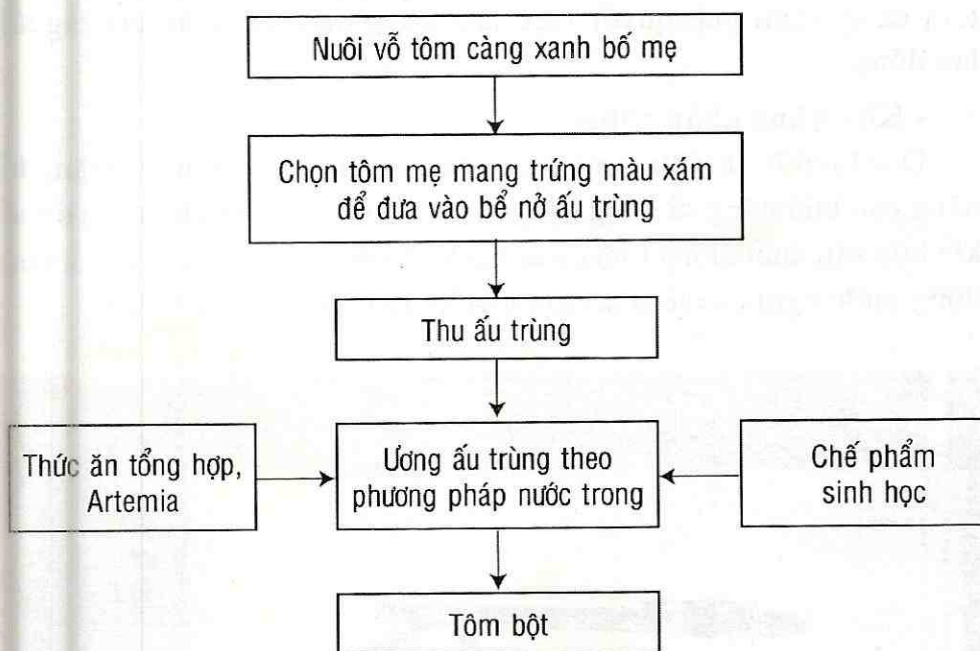 Nuôi vỗ tôm càng xanh bố mẹ
Chọn tôm mẹ mang trứng màu xám
để đưa vào bể nở ấu trùng
Thu ấu trùng
Thức ăn tổng hợp,
Artemia
Ương ấu trùng theo
phương pháp nước trong
Chế phẩm
sinh học
Tôm bột